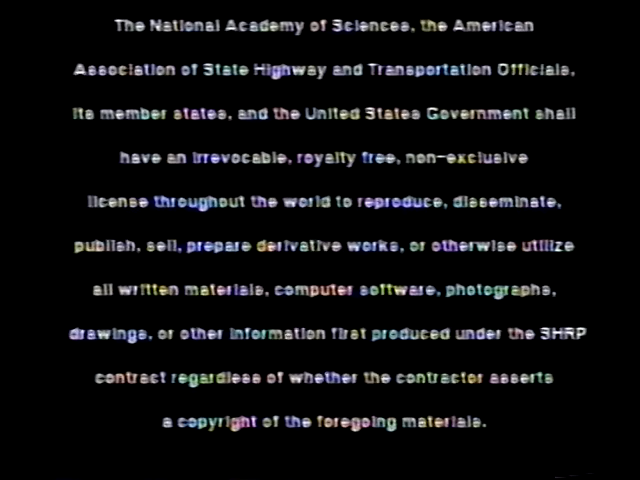 The National Academy of Sciences, the American
Association of State Highway and Transportation Officials,
its member states, and the United States Government shall
have an irrevocable, royalty free, non-exclusive
license throughout the world to reproduce, disseminate,
publish, sell, prepare derivative works, or otherwise utilize
all written materials, computer software, photographs,
drawings, or other information first produced under the SHRP
contract regardless of whether the contractor asserts
a copyright of the foregoing materials.